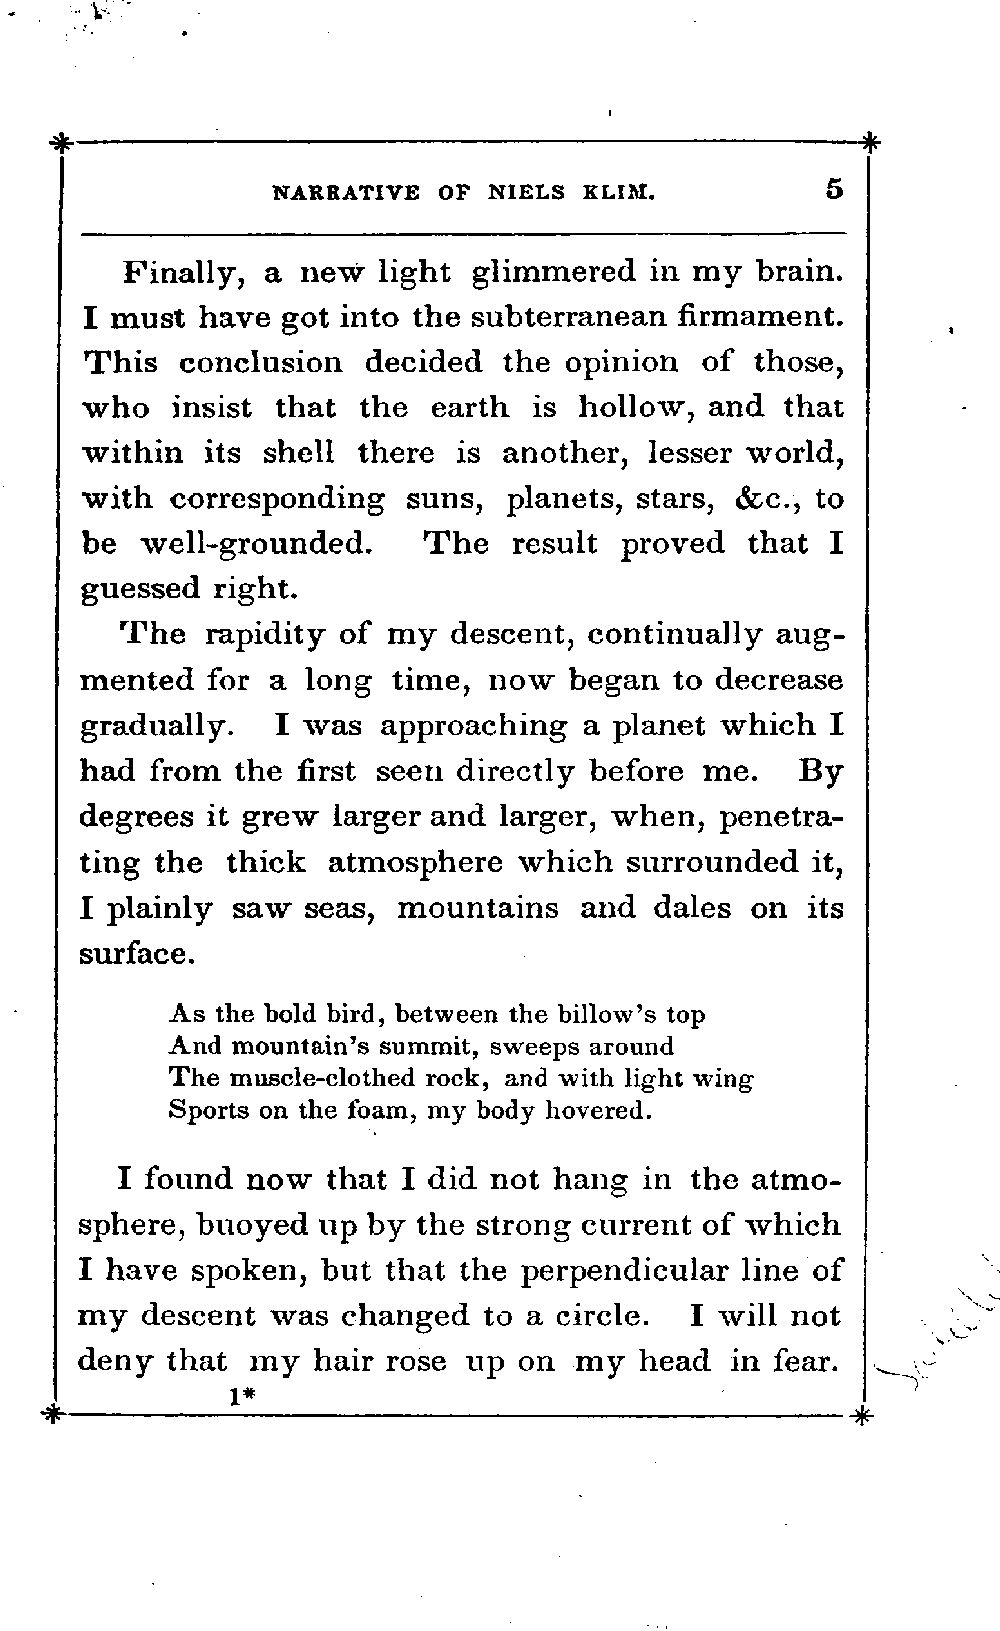 NARRATIVE OF NIELS KLIM. 5
Finally, a new light glimmered in my brain.
I must have got into the subterranean firmament.
This conclusion decided the opinion of those,
who insist that the earth is hollow, and that
within its shell there is another, lesser world,
with corresponding suns, planets, stars, &c., to
be well-grounded. The result proved that I
guessed right.
The rapidity of my descent, continually aug-
mented for a long time, now began to decrease
gradually. I was approaching a planet which I
had from the first seen directly before me. By
degrees it grew larger and larger, when, penetra-
ting the thick atmosphere which surrounded it,
I plainly saw seas, mountains and dales on its
surface.
As the bold bird, between the billow's top
And mountain's summit, sweeps around
The muscle-clothed rock, and with light wing
Sports on the foam, my body hovered.
I found now that I did not hang in the atmo-
sphere, buoyed up by the strong current of which
I have spoken, but that the perpendicular line of
my descent was changed to a circle. I will not
deny that my hair rose up on my head in fear.
1*